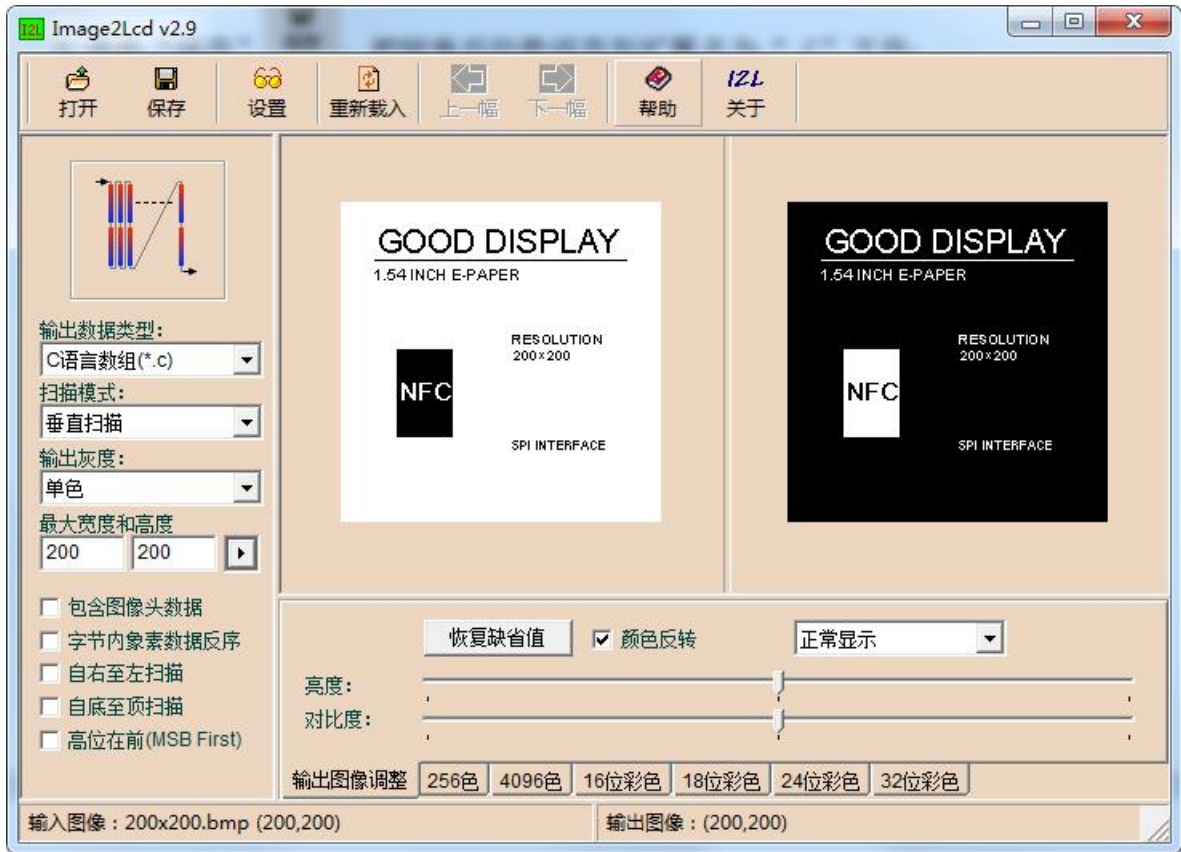 I2L Image2Lcd v2.9
打开 保存 设置 重新载入 上一幅 下一幅 帮助 I2L 关于
输出数据类型:
C语言数组(*.c)
扫描模式:
垂直扫描
输出灰度:
单色
最大宽度和高度
200 200
包含图像头数据
字节内象素数据反序
自右至左扫描
自底至顶扫描
高位在前(MSB First)
GOOD DISPLAY
1.54 INCH E-PAPER
RESOLUTION
200×200
NFC
SPI INTERFACE
GOOD DISPLAY
1.54 INCH E-PAPER
RESOLUTION
200×200
NFC
SPI INTERFACE
恢复缺省值 颜色反转 正常显示
亮度:
对比度:
输出图像调整 256色 4096色 16位彩色 18位彩色 24位彩色 32位彩色
输入图像:200x200.bmp (200,200) 输出图像:(200,200)